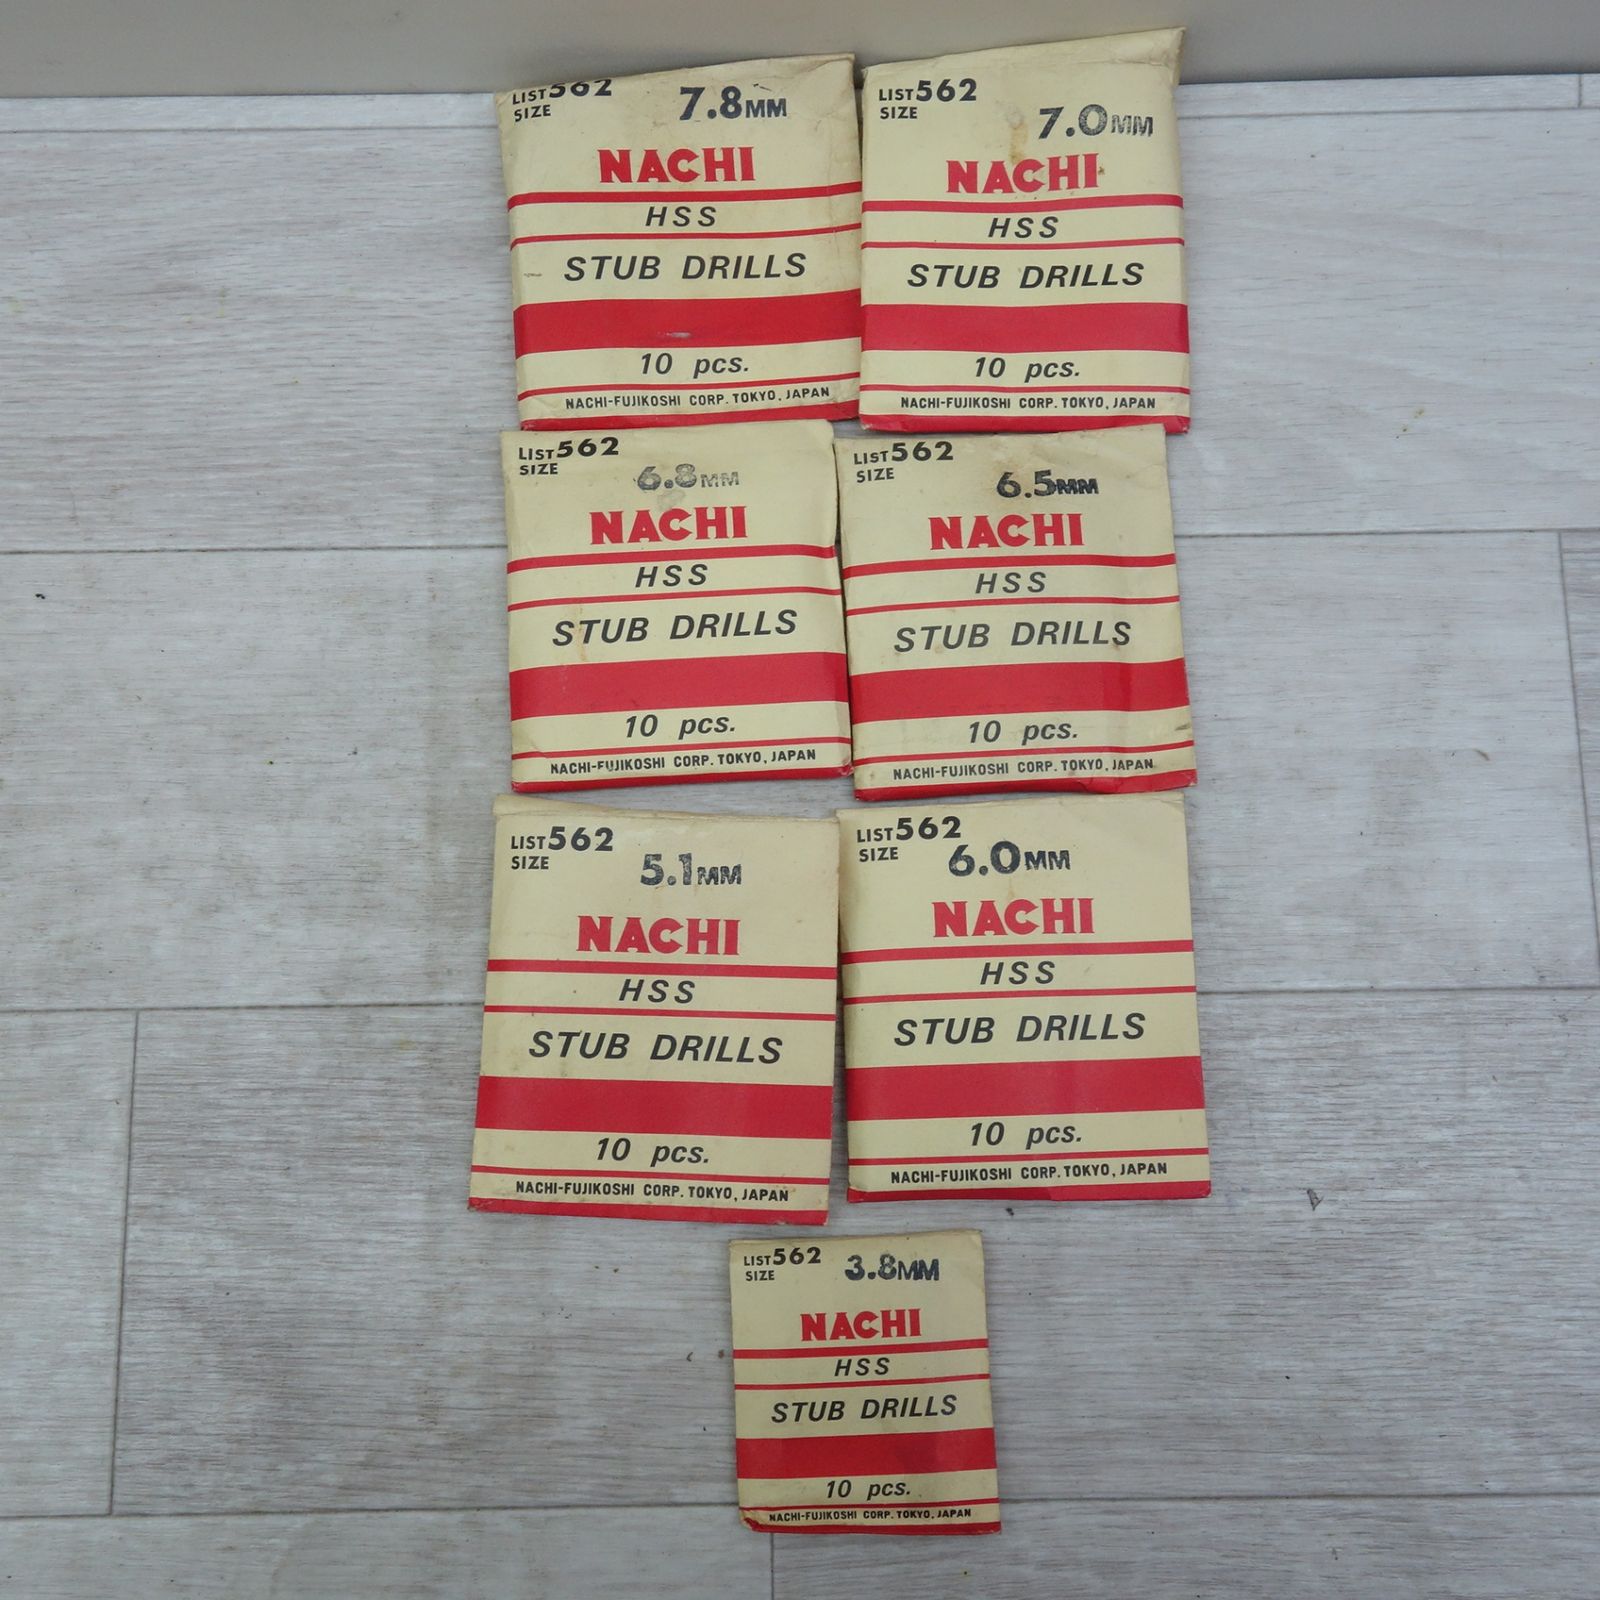 LIST 562
SIZE 7.8MM
NACHI
HSS
STUB DRILLS
10 pcs.
NACHI-FUJIKOSHI CORP. TOKYO, JAPAN
LIST 562
SIZE 7.0MM
NACHI
HSS
STUB DRILLS
10 pcs.
NACHI-FUJIKOSHI CORP. TOKYO, JAPAN
LIST 562
SIZE 6.8MM
NACHI
HSS
STUB DRILLS
10 pcs.
NACHI-FUJIKOSHI CORP. TOKYO, JAPAN
LIST 562
SIZE 6.5MM
NACHI
HSS
STUB DRILLS
10 pcs.
NACHI-FUJIKOSHI CORP. TOKYO, JAPAN
LIST 562
SIZE 5.1MM
NACHI
HSS
STUB DRILLS
10 pcs.
NACHI-FUJIKOSHI CORP. TOKYO, JAPAN
LIST 562
SIZE 6.0MM
NACHI
HSS
STUB DRILLS
10 pcs.
NACHI-FUJIKOSHI CORP. TOKYO, JAPAN
LIST 562
SIZE 3.8MM
NACHI
HSS
STUB DRILLS
10 pcs.
NACHI-FUJIKOSHI CORP. TOKYO, JAPAN